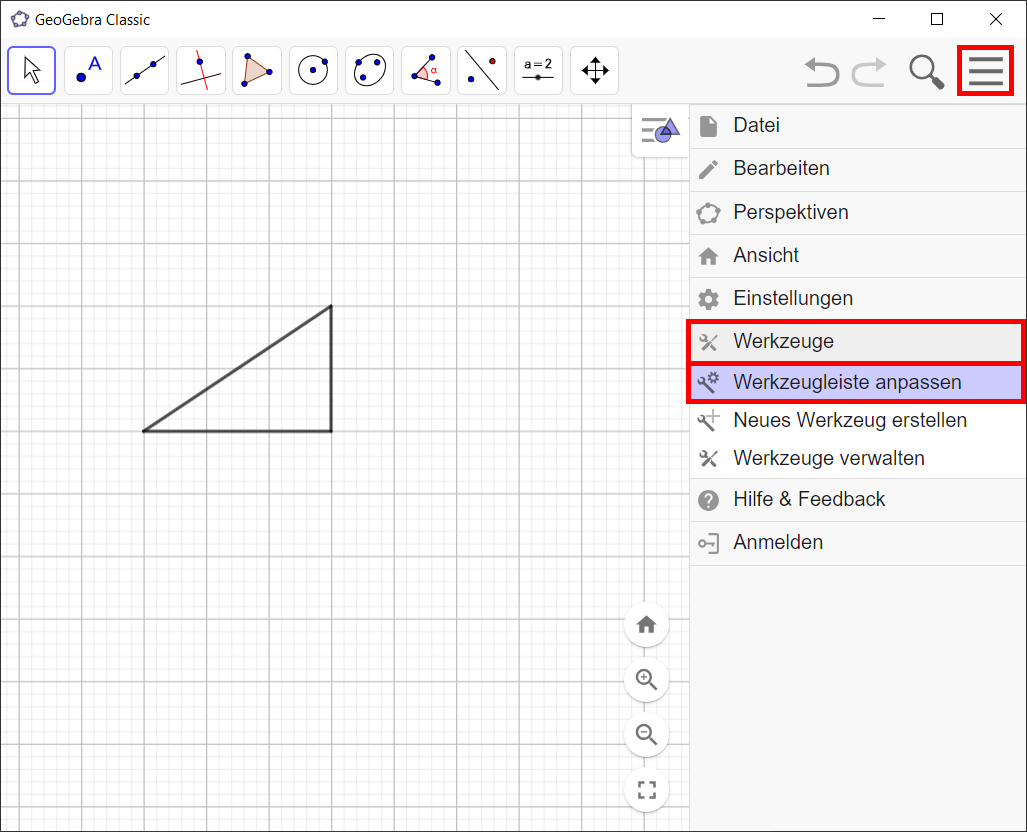 GeoGebra Classic
A
α
a=2
Datei
Bearbeiten
Perspektiven
Ansicht
Einstellungen
Werkzeuge
Werkzeugleiste anpassen
Neues Werkzeug erstellen
Werkzeuge verwalten
Hilfe & Feedback
Anmelden